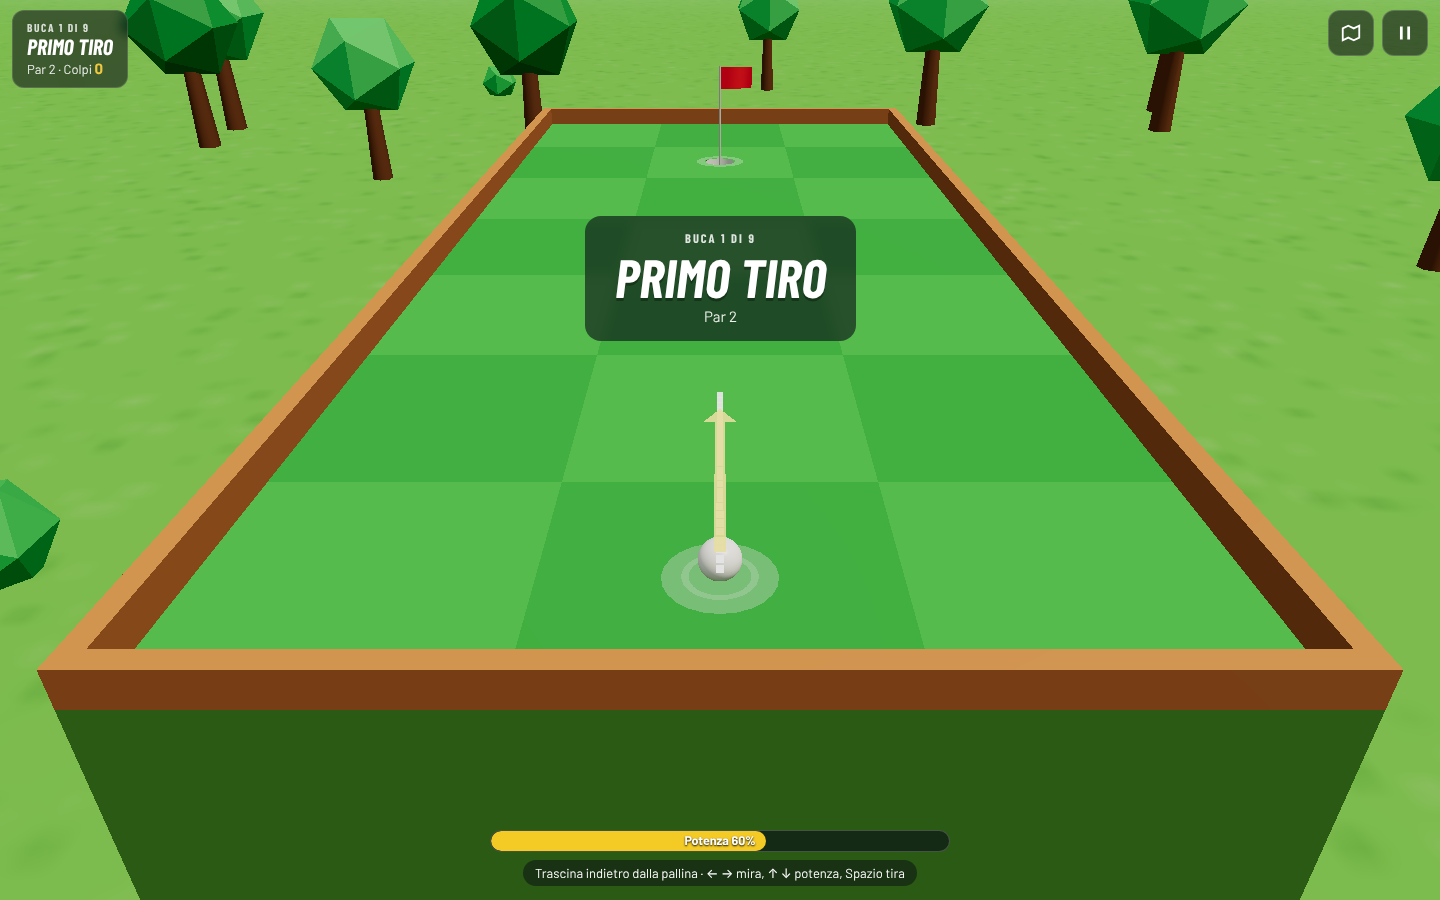 BUCA 1 DI 9
PRIMO TIRO
Par 2 · Colpi 0
BUCA 1 DI 9
PRIMO TIRO
Par 2
Potenza 60%
Trascina indietro dalla pallina · ← → mira, ↑ ↓ potenza, Spazio tira